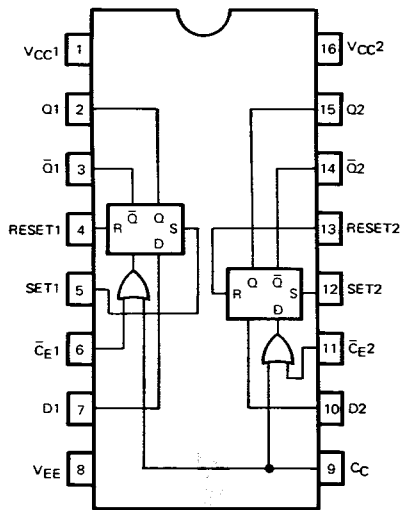 VCC1 1 16 VCC2
Q1 2 15 Q2
Q̅1 3 14 Q̅2
RESET1 4 13 RESET2
R Q̅ Q S D
SET1 5 12 SET2
R Q Q̅ S D
C̅E1 6 11 C̅E2
D1 7 10 D2
VEE 8 9 CC